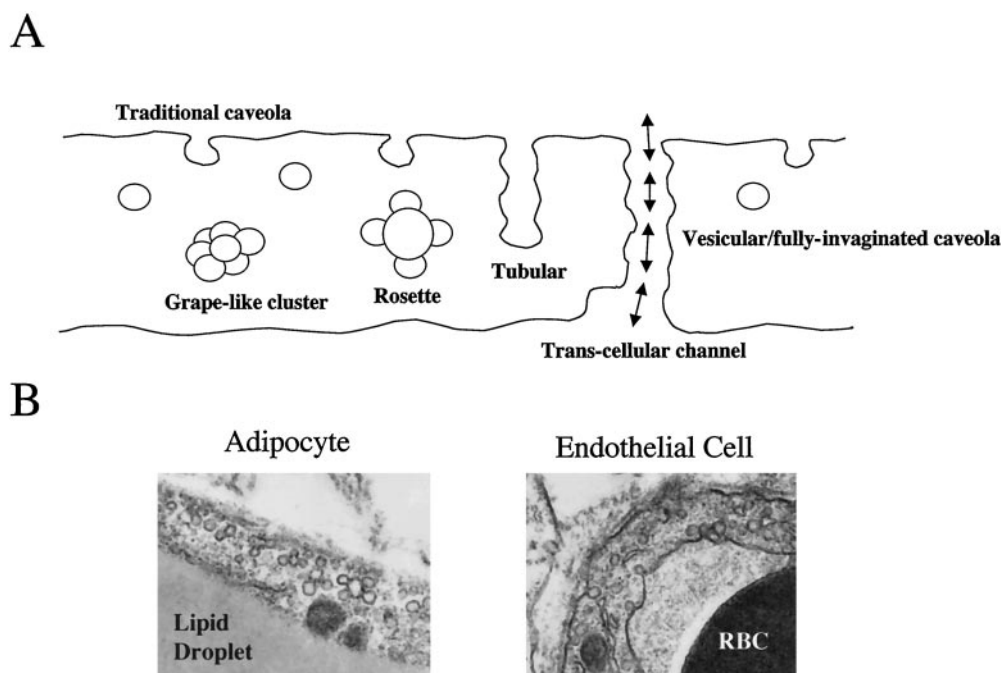 A
Traditional caveola
Vesicular/fully-invaginated caveola
Tubular
Rosette
Grape-like cluster
Trans-cellular channel
B
Adipocyte
Endothelial Cell
Lipid
Droplet
RBC